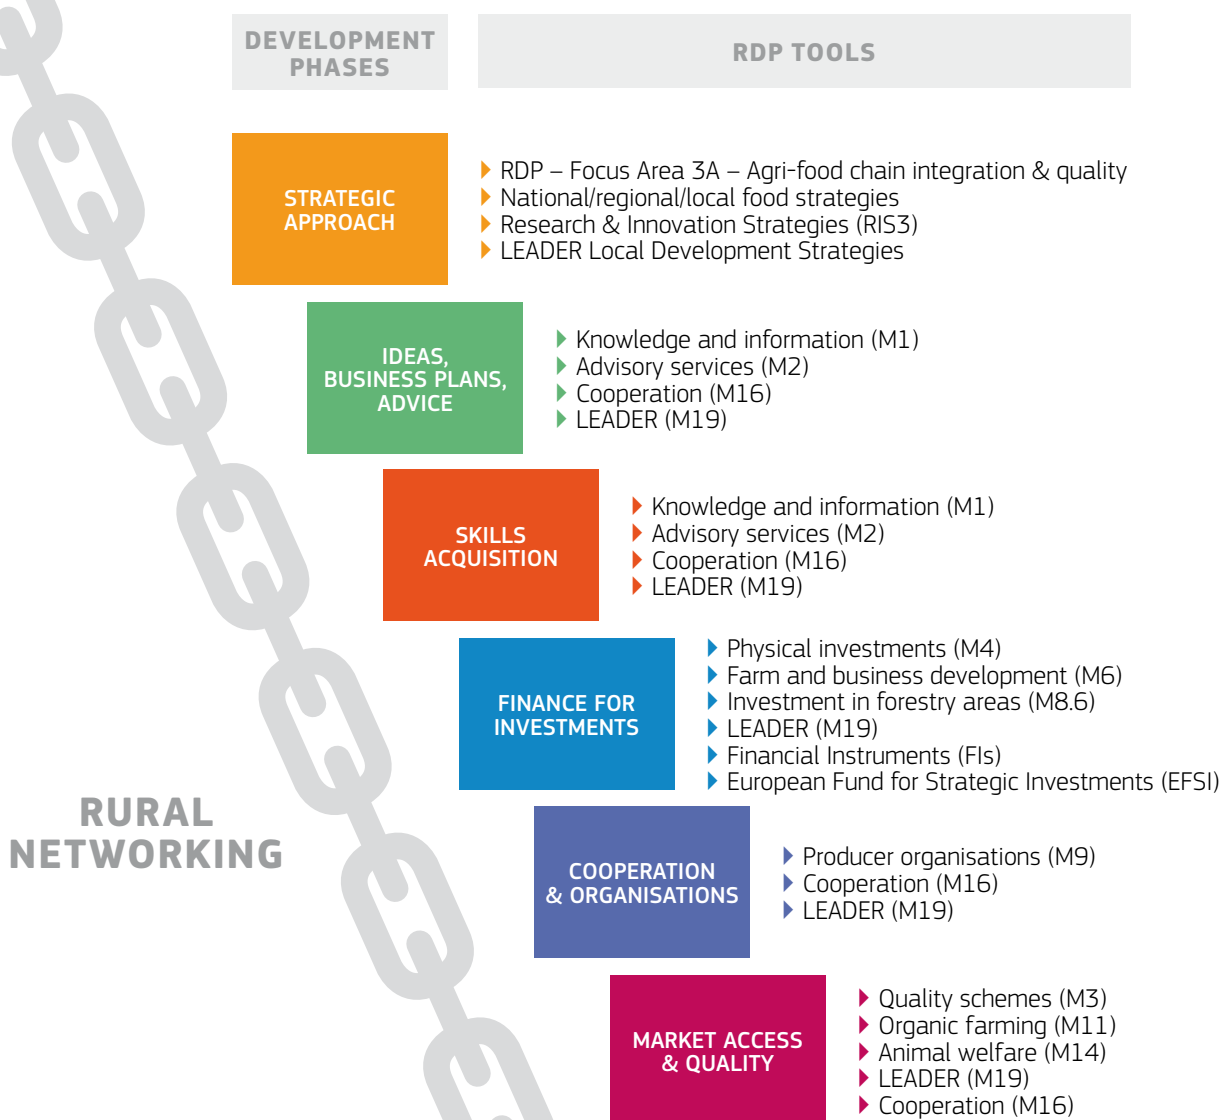 DEVELOPMENT
PHASES
RDP TOOLS
STRATEGIC
APPROACH
RDP – Focus Area 3A – Agri-food chain integration & quality
National/regional/local food strategies
Research & Innovation Strategies (RIS3)
LEADER Local Development Strategies
IDEAS,
BUSINESS PLANS,
ADVICE
Knowledge and information (M1)
Advisory services (M2)
Cooperation (M16)
LEADER (M19)
SKILLS
ACQUISITION
Knowledge and information (M1)
Advisory services (M2)
Cooperation (M16)
LEADER (M19)
FINANCE FOR
INVESTMENTS
Physical investments (M4)
Farm and business development (M6)
Investment in forestry areas (M8.6)
LEADER (M19)
Financial Instruments (FIs)
European Fund for Strategic Investments (EFSI)
RURAL
NETWORKING
COOPERATION
& ORGANISATIONS
Producer organisations (M9)
Cooperation (M16)
LEADER (M19)
MARKET ACCESS
& QUALITY
Quality schemes (M3)
Organic farming (M11)
Animal welfare (M14)
LEADER (M19)
Cooperation (M16)